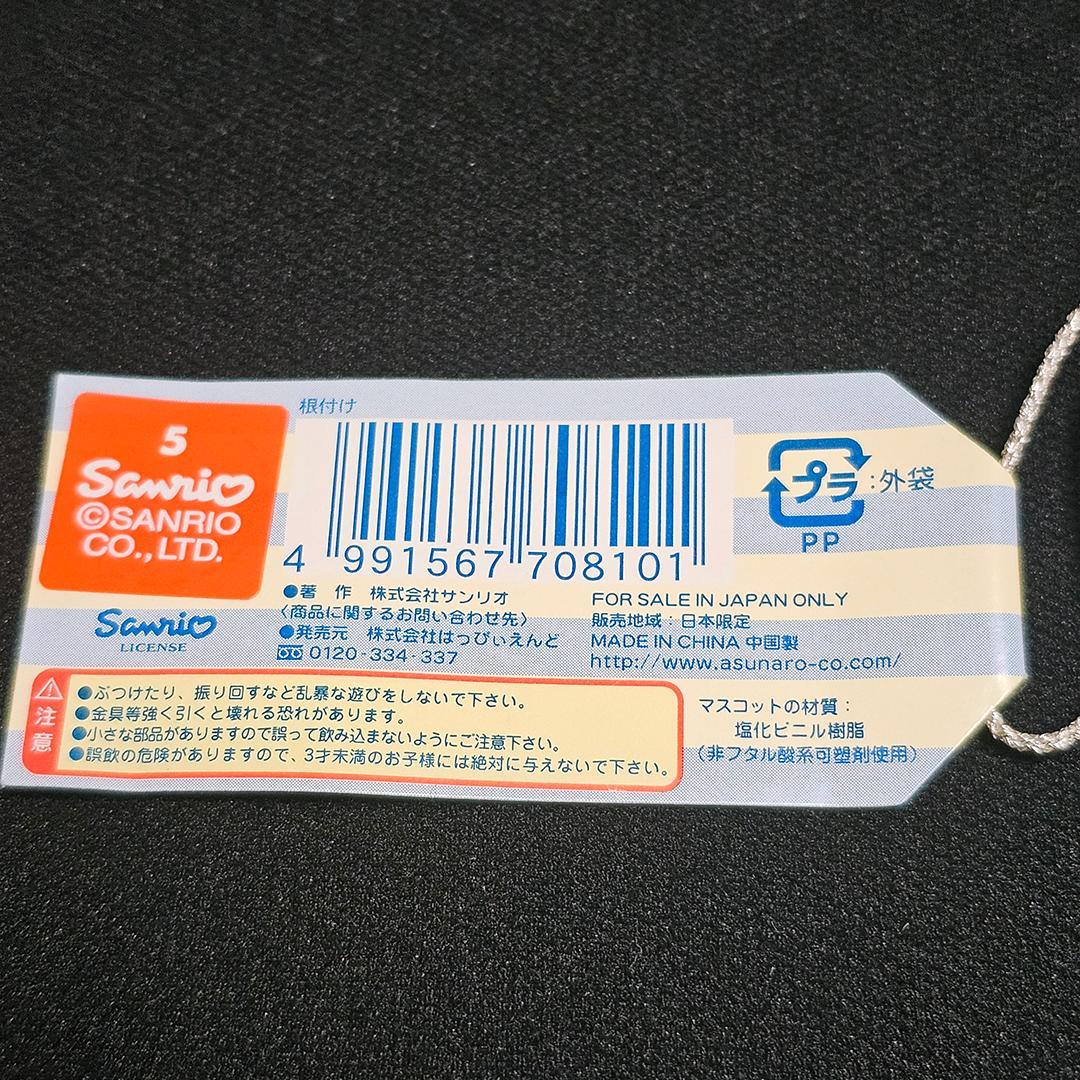 5
Sanrio
©SANRIO
CO.,LTD.
Sanrio
LICENSE
根付け
4 991567 708101
プラ:外袋
PP
●著 作 株式会社サンリオ
〈商品に関するお問い合わせ先〉
●発売元 株式会社はっぴぃえんど
0120-334-337
FOR SALE IN JAPAN ONLY
販売地域:日本限定
MADE IN CHINA 中国製
http://www.asunaro-co.com/
注意
●ぶつけたり、振り回すなど乱暴な遊びをしないで下さい。
●金具等強く引くと壊れる恐れがあります。
●小さな部品がありますので誤って飲み込まないようにご注意下さい。
●誤飲の危険がありますので、3才未満のお子様には絶対に与えないで下さい。
マスコットの材質:
塩化ビニル樹脂
(非フタル酸系可塑剤使用)